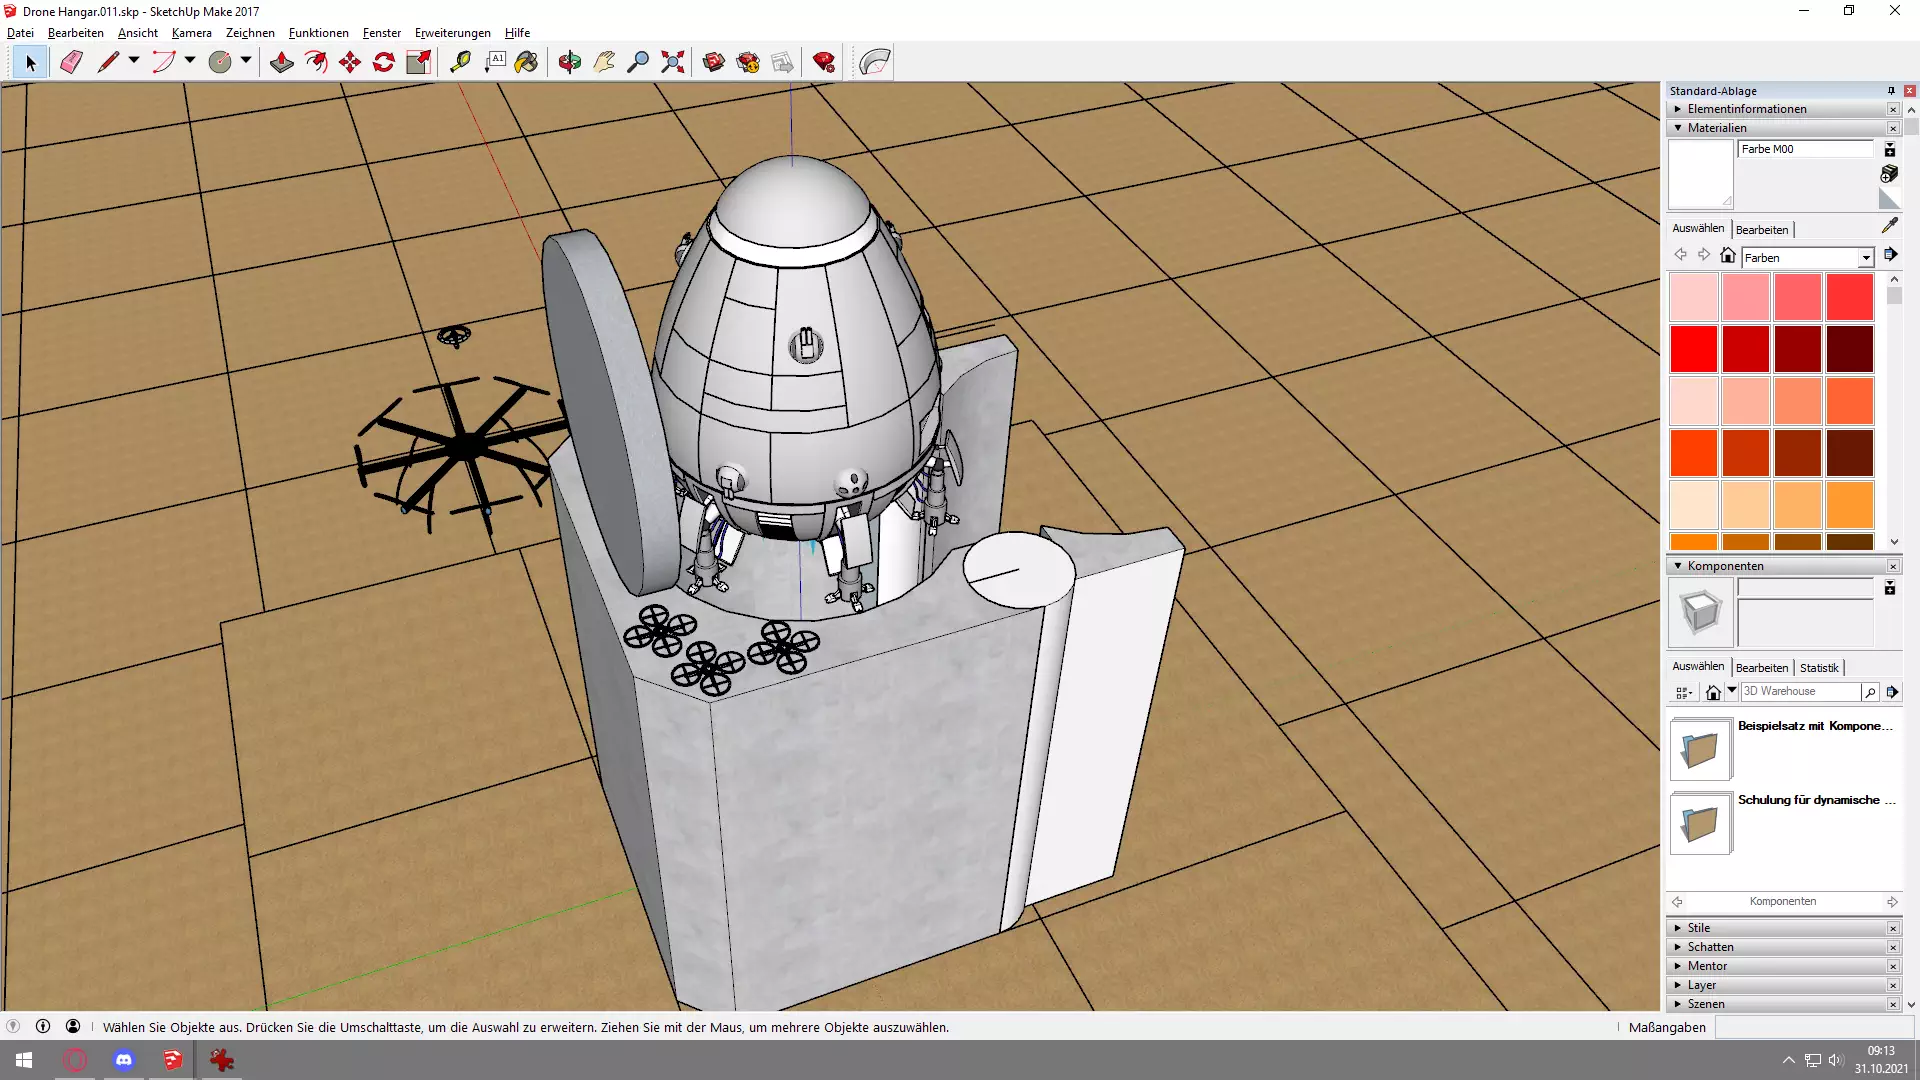 Drone Hangar.011.skp - SketchUp Make 2017
Datei Bearbeiten Ansicht Kamera Zeichnen Funktionen Fenster Erweiterungen Hilfe
A1
Standard-Ablage
Elementinformationen
Materialien
Farbe M00
Auswählen Bearbeiten
Farben
Komponenten
Auswählen Bearbeiten Statistik
3D Warehouse
Beispielsatz mit Kompone...
Schulung für dynamische ...
Komponenten
Stile
Schatten
Mentor
Layer
Szenen
Wählen Sie Objekte aus. Drücken Sie die Umschalttaste, um die Auswahl zu erweitern. Ziehen Sie mit der Maus, um mehrere Objekte auszuwählen.
Maßangaben
09:13
31.10.2021